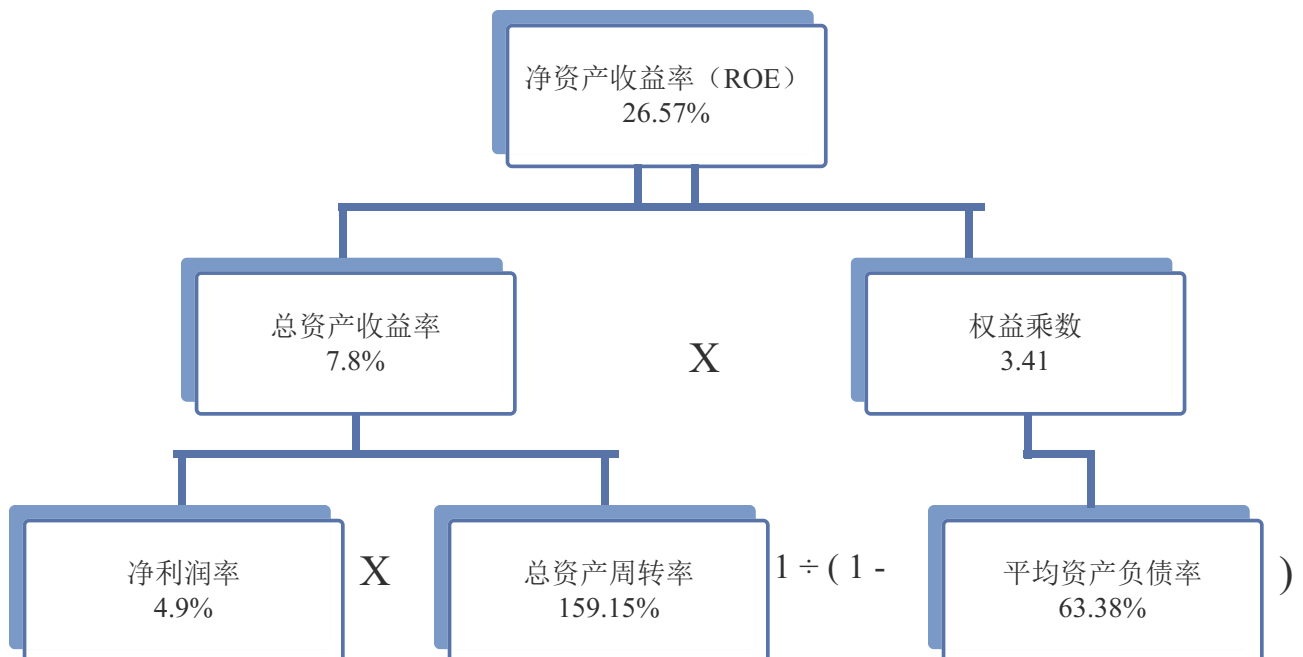 净资产收益率（ROE）
26.57%
总资产收益率
7.8%
X
权益乘数
3.41
净利润率
4.9%
X
总资产周转率
159.15%
1 ÷ ( 1 -
平均资产负债率
63.38%
)